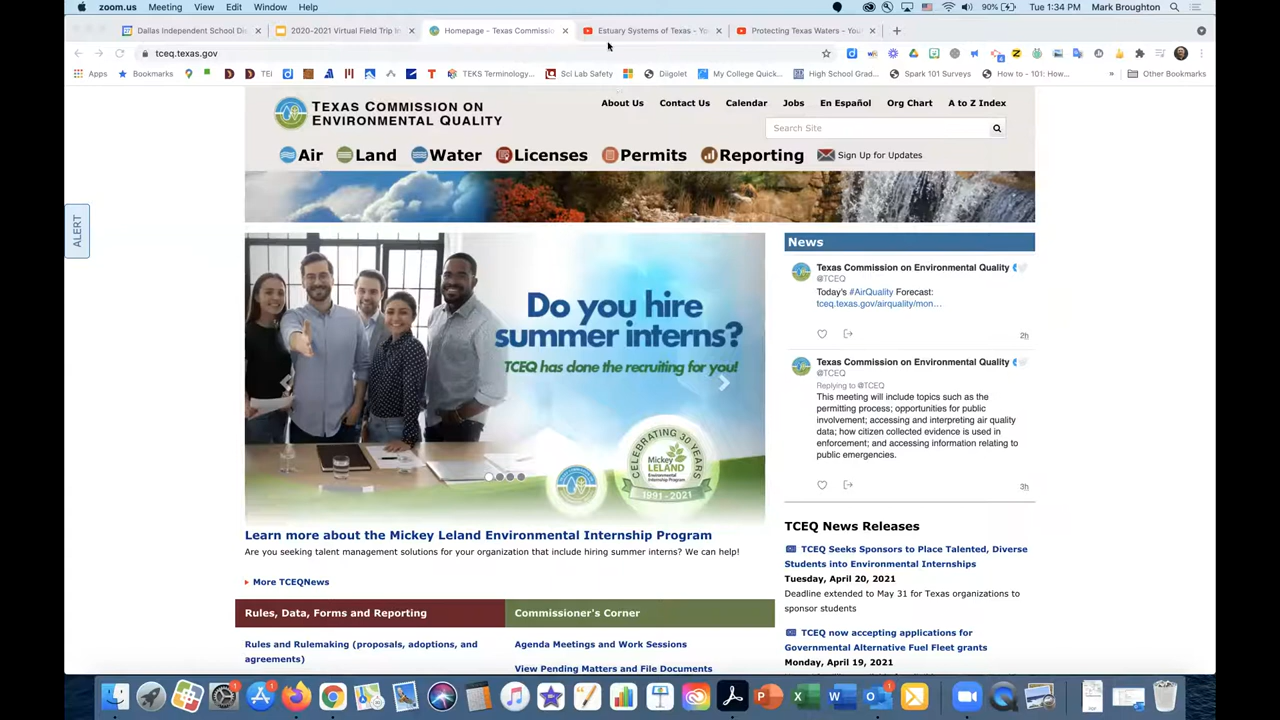 zoom.us Meeting View Edit Window Help 90% Tue 1:34 PM Mark Broughton
Dallas Independent School Di 2020-2021 Virtual Field Trip In Homepage - Texas Commissio Estuary Systems of Texas - Yo Protecting Texas Waters - You
tceq.texas.gov
Apps Bookmarks TEI TEKS Terminology... Sci Lab Safety Diigolet My College Quick... High School Grad... Spark 101 Surveys How to - 101: How... » Other Bookmarks
TEXAS COMMISSION ON
ENVIRONMENTAL QUALITY
About Us Contact Us Calendar Jobs En Español Org Chart A to Z Index
Search Site
Air Land Water Licenses Permits Reporting Sign Up for Updates
ALERT
Do you hire
summer interns?
TCEQ has done the recruiting for you!
CELEBRATING 30 YEARS
Mickey
LELAND
Environmental
Internship Program
1991-2021
Learn more about the Mickey Leland Environmental Internship Program
Are you seeking talent management solutions for your organization that include hiring summer interns? We can help!
More TCEQNews
Rules, Data, Forms and Reporting
Rules and Rulemaking (proposals, adoptions, and
agreements)
Commissioner's Corner
Agenda Meetings and Work Sessions
View Pending Matters and File Documents
News
Texas Commission on Environmental Quality
@TCEQ
Today's #AirQuality Forecast:
tceq.texas.gov/airquality/mon…
2h
Texas Commission on Environmental Quality
@TCEQ
Replying to @TCEQ
This meeting will include topics such as the
permitting process; opportunities for public
involvement; accessing and interpreting air quality
data; how citizen collected evidence is used in
enforcement; and accessing information relating to
public emergencies.
3h
TCEQ News Releases
TCEQ Seeks Sponsors to Place Talented, Diverse
Students into Environmental Internships
Tuesday, April 20, 2021
Deadline extended to May 31 for Texas organizations to
sponsor students
TCEQ now accepting applications for
Governmental Alternative Fuel Fleet grants
Monday, April 19, 2021